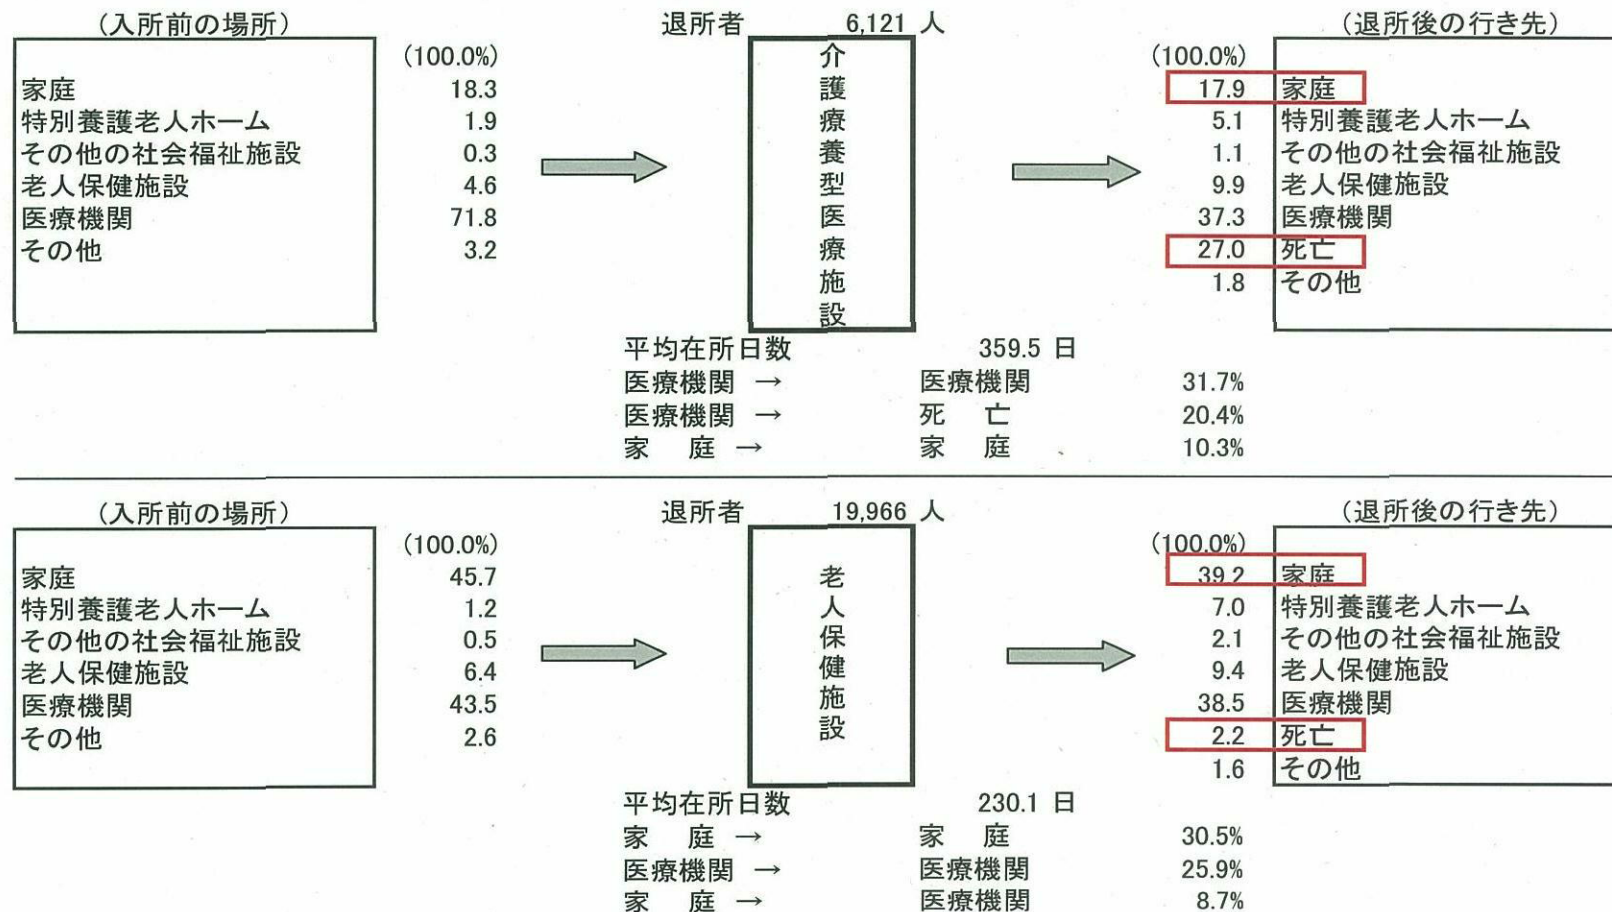 （入所前の場所） 退所者 6,121 人 （退所後の行き先）
(100.0%) (100.0%)
家庭 18.3 17.9 家庭
特別養護老人ホーム 1.9 5.1 特別養護老人ホーム
その他の社会福祉施設 0.3 1.1 その他の社会福祉施設
老人保健施設 4.6 9.9 老人保健施設
医療機関 71.8 37.3 医療機関
その他 3.2 27.0 死亡
1.8 その他
介護療養型医療施設
平均在所日数 359.5 日
医療機関 → 医療機関 31.7%
医療機関 → 死 亡 20.4%
家 庭 → 家 庭 10.3%
（入所前の場所） 退所者 19,966 人 （退所後の行き先）
(100.0%) (100.0%)
家庭 45.7 39.2 家庭
特別養護老人ホーム 1.2 7.0 特別養護老人ホーム
その他の社会福祉施設 0.5 2.1 その他の社会福祉施設
老人保健施設 6.4 9.4 老人保健施設
医療機関 43.5 38.5 医療機関
その他 2.6 2.2 死亡
1.6 その他
老人保健施設
平均在所日数 230.1 日
家 庭 → 家 庭 30.5%
医療機関 → 医療機関 25.9%
家 庭 → 医療機関 8.7%